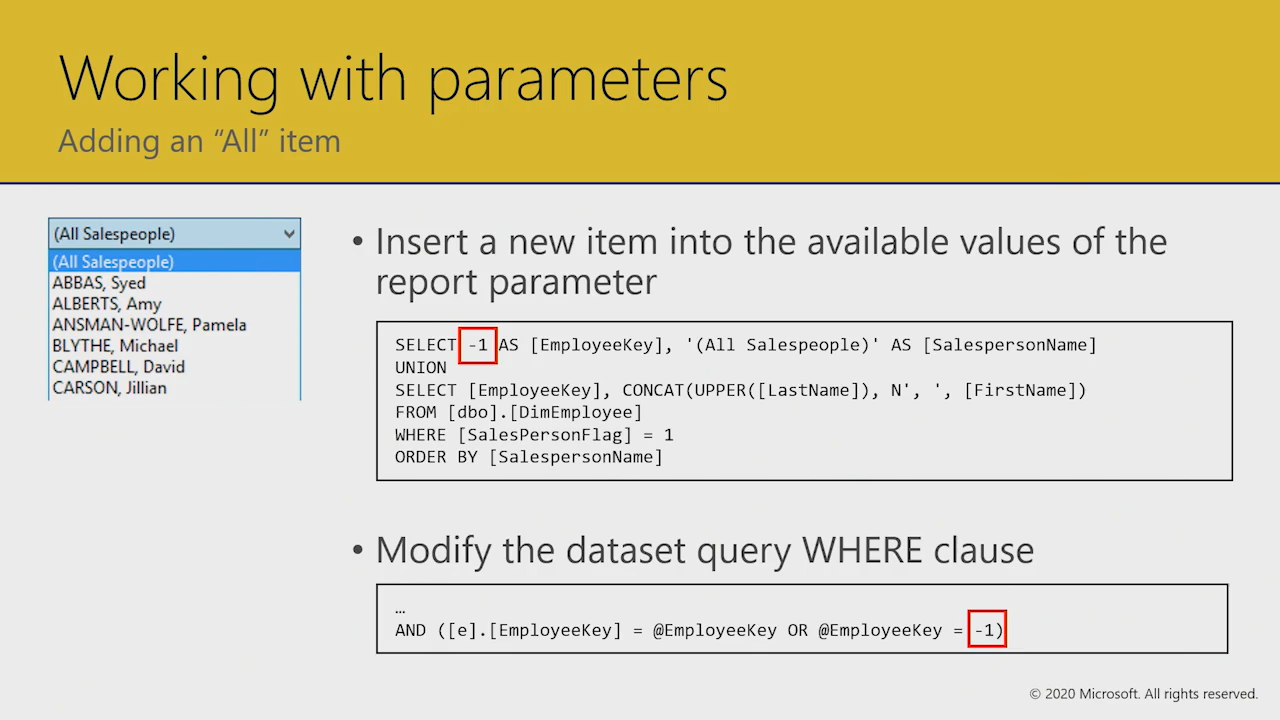 Working with parameters
Adding an “All” item
(All Salespeople)
(All Salespeople)
ABBAS, Syed
ALBERTS, Amy
ANSMAN-WOLFE, Pamela
BLYTHE, Michael
CAMPBELL, David
CARSON, Jillian
• Insert a new item into the available values of the
report parameter
SELECT -1 AS [EmployeeKey], '(All Salespeople)' AS [SalespersonName]
UNION
SELECT [EmployeeKey], CONCAT(UPPER([LastName]), N', ', [FirstName])
FROM [dbo].[DimEmployee]
WHERE [SalesPersonFlag] = 1
ORDER BY [SalespersonName]
• Modify the dataset query WHERE clause
…
AND ([e].[EmployeeKey] = @EmployeeKey OR @EmployeeKey = -1)
© 2020 Microsoft. All rights reserved.